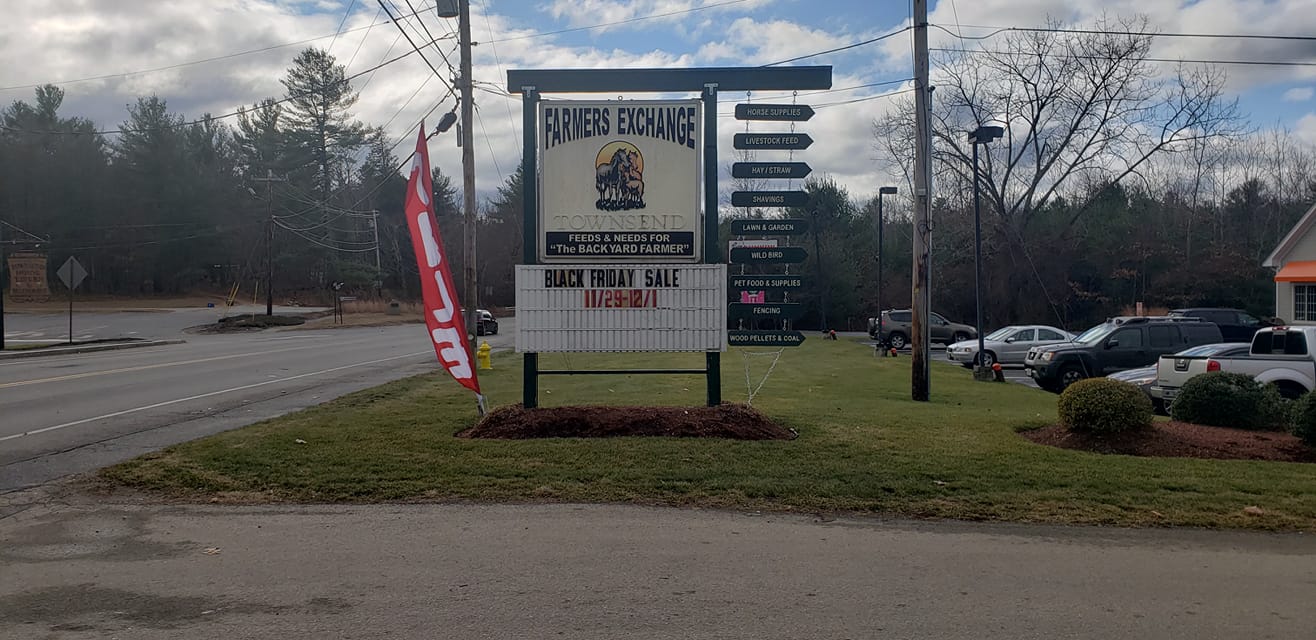 FARMERS EXCHANGE
TOWNSEND
FEEDS & NEEDS FOR
"The BACKYARD FARMER"
BLACK FRIDAY SALE
11/29-12/1
HORSE SUPPLIES
LIVESTOCK FEED
HAY/STRAW
SHAVINGS
LAWN & GARDEN
WILD BIRD
PET FOOD & SUPPLIES
FENCING
WOOD PELLETS & COAL